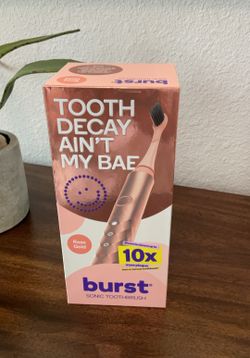 burst
TOOTH
DECAY
AIN'T
MY BAE
Rose
Gold
10x
burst
SONIC TOOTHBRUSH